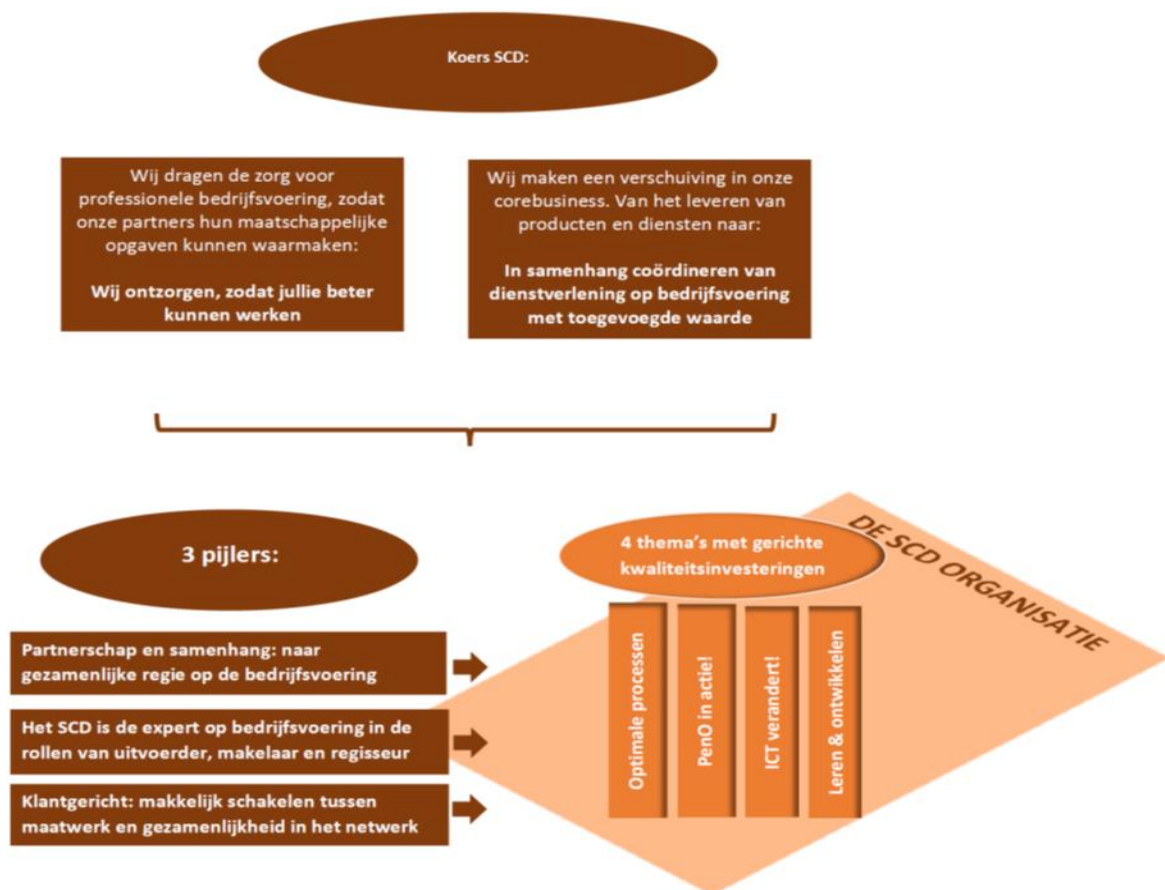 Koers SCD:
Wij dragen de zorg voor
professionele bedrijfsvoering, zodat
onze partners hun maatschappelijke
opgaven kunnen waarmaken:
Wij ontzorgen, zodat jullie beter
kunnen werken
Wij maken een verschuiving in onze
corebusiness. Van het leveren van
producten en diensten naar:
In samenhang coördineren van
dienstverlening op bedrijfsvoering
met toegevoegde waarde
3 pijlers:
Partnerschap en samenhang: naar
gezamenlijke regie op de bedrijfsvoering
Het SCD is de expert op bedrijfsvoering in de
rollen van uitvoerder, makelaar en regisseur
Klantgericht: makkelijk schakelen tussen
maatwerk en gezamenlijkheid in het netwerk
4 thema's met gerichte
kwaliteitsinvesteringen
Optimale processen
PenO in actie!
ICT verandert!
Leren & ontwikkelen
DE SCD ORGANISATIE